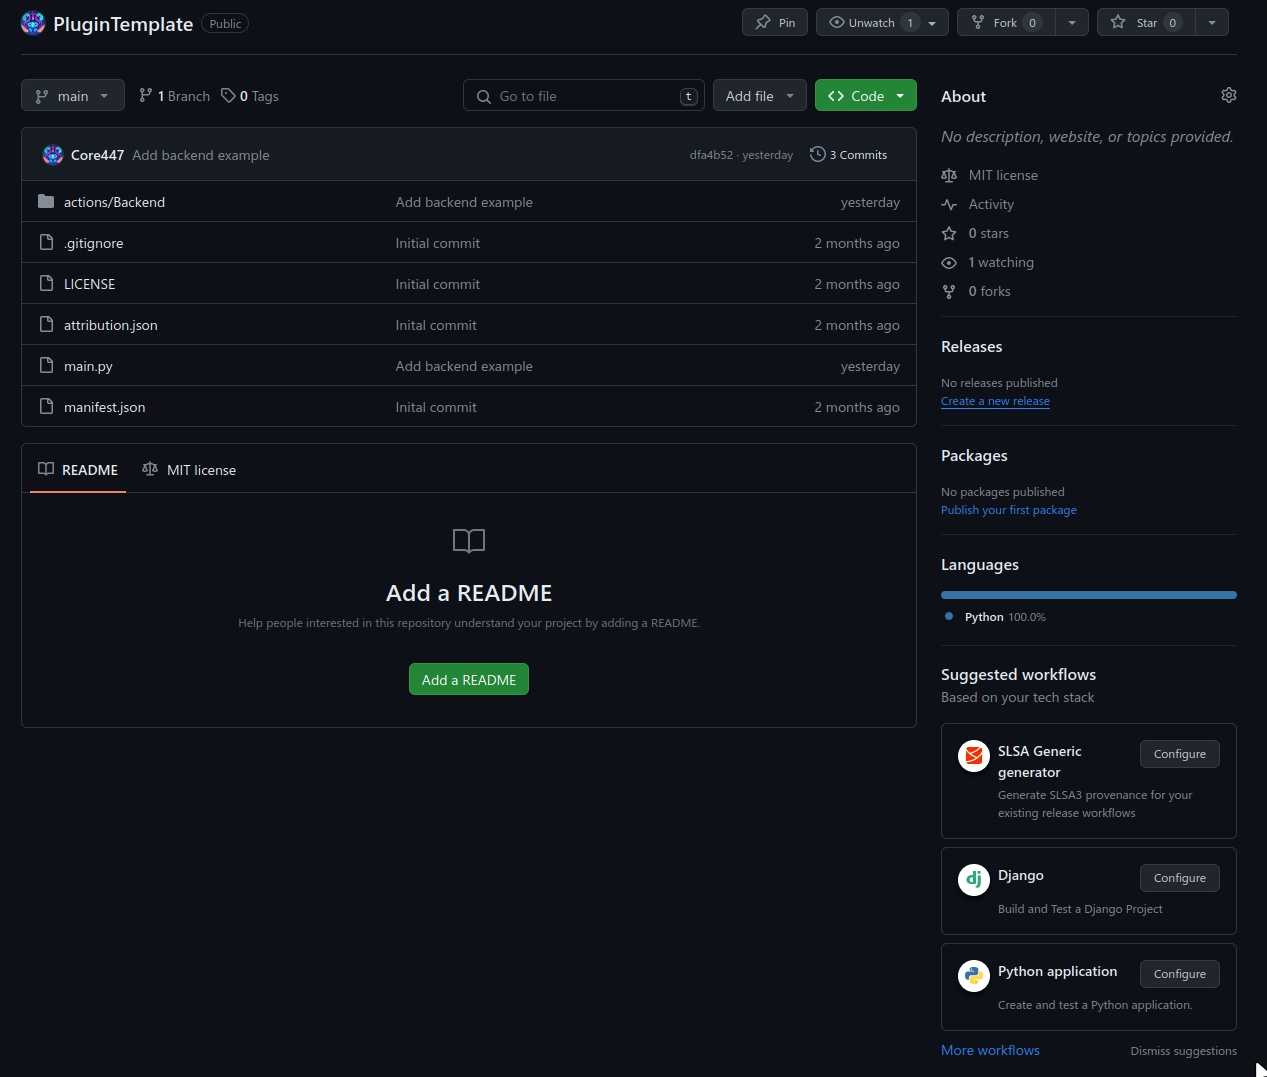 PluginTemplate Public Pin Unwatch 1 Fork 0 Star 0
main 1 Branch 0 Tags Go to file t Add file Code
Core447 Add backend example dfa4b52 · yesterday 3 Commits
actions/Backend Add backend example yesterday
.gitignore Initial commit 2 months ago
LICENSE Initial commit 2 months ago
attribution.json Inital commit 2 months ago
main.py Add backend example yesterday
manifest.json Inital commit 2 months ago
README MIT license
Add a README
Help people interested in this repository understand your project by adding a README.
Add a README
About
No description, website, or topics provided.
MIT license
Activity
0 stars
1 watching
0 forks
Releases
No releases published
Create a new release
Packages
No packages published
Publish your first package
Languages
Python 100.0%
Suggested workflows
Based on your tech stack
SLSA Generic
generator
Configure
Generate SLSA3 provenance for your
existing release workflows
dj Django Configure
Build and Test a Django Project
Python application Configure
Create and test a Python application.
More workflows Dismiss suggestions